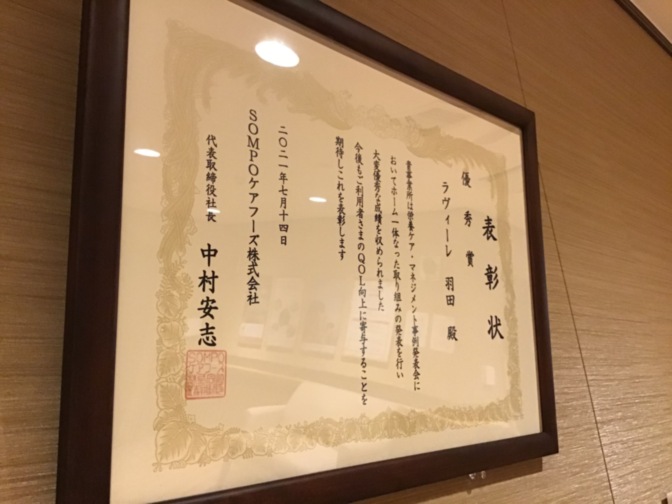 表彰状
優秀賞
ラヴィーレ 羽田 殿
貴事業所は栄養ケア・マネジメント事例発表会に
おいてホーム一体なった取り組みの発表を行い
大変優秀な成績を収められました
今後もご利用者さまのQOL向上に寄与することを
期待しこれを表彰します
二〇二一年七月十四日
SOMPOケアフーズ株式会社
代表取締役社長 中村安志